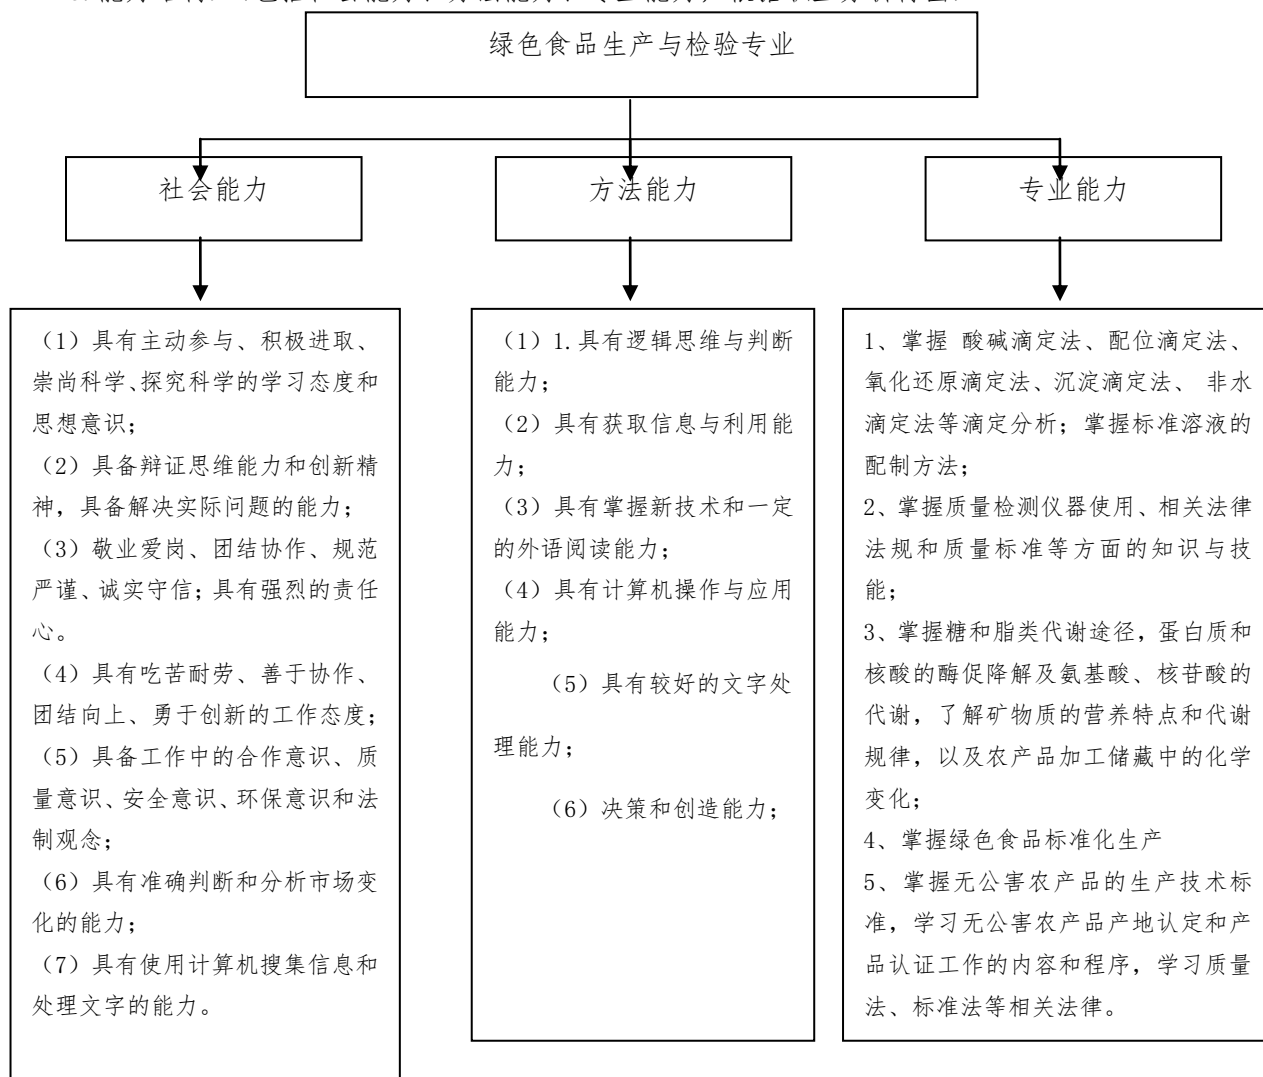 绿色食品生产与检验专业
社会能力
方法能力
专业能力
（1）具有主动参与、积极进取、
崇尚科学、探究科学的学习态度和
思想意识；
（2）具备辩证思维能力和创新精
神，具备解决实际问题的能力；
（3）敬业爱岗、团结协作、规范
严谨、诚实守信；具有强烈的责任
心。
（4）具有吃苦耐劳、善于协作、
团结向上、勇于创新的工作态度；
（5）具备工作中的合作意识、质
量意识、安全意识、环保意识和法
制观念；
（6）具有准确判断和分析市场变
化的能力；
（7）具有使用计算机搜集信息和
处理文字的能力。
（1）1.具有逻辑思维与判断
能力；
（2）具有获取信息与利用能
力；
（3）具有掌握新技术和一定
的外语阅读能力；
（4）具有计算机操作与应用
能力；
（5）具有较好的文字处
理能力；
（6）决策和创造能力；
1、掌握 酸碱滴定法、配位滴定法、
氧化还原滴定法、沉淀滴定法、 非水
滴定法等滴定分析；掌握标准溶液的
配制方法；
2、掌握质量检测仪器使用、相关法律
法规和质量标准等方面的知识与技
能；
3、掌握糖和脂类代谢途径，蛋白质和
核酸的酶促降解及氨基酸、核苷酸的
代谢，了解矿物质的营养特点和代谢
规律，以及农产品加工储藏中的化学
变化；
4、掌握绿色食品标准化生产
5、掌握无公害农产品的生产技术标
准，学习无公害农产品产地认定和产
品认证工作的内容和程序，学习质量
法、标准法等相关法律。